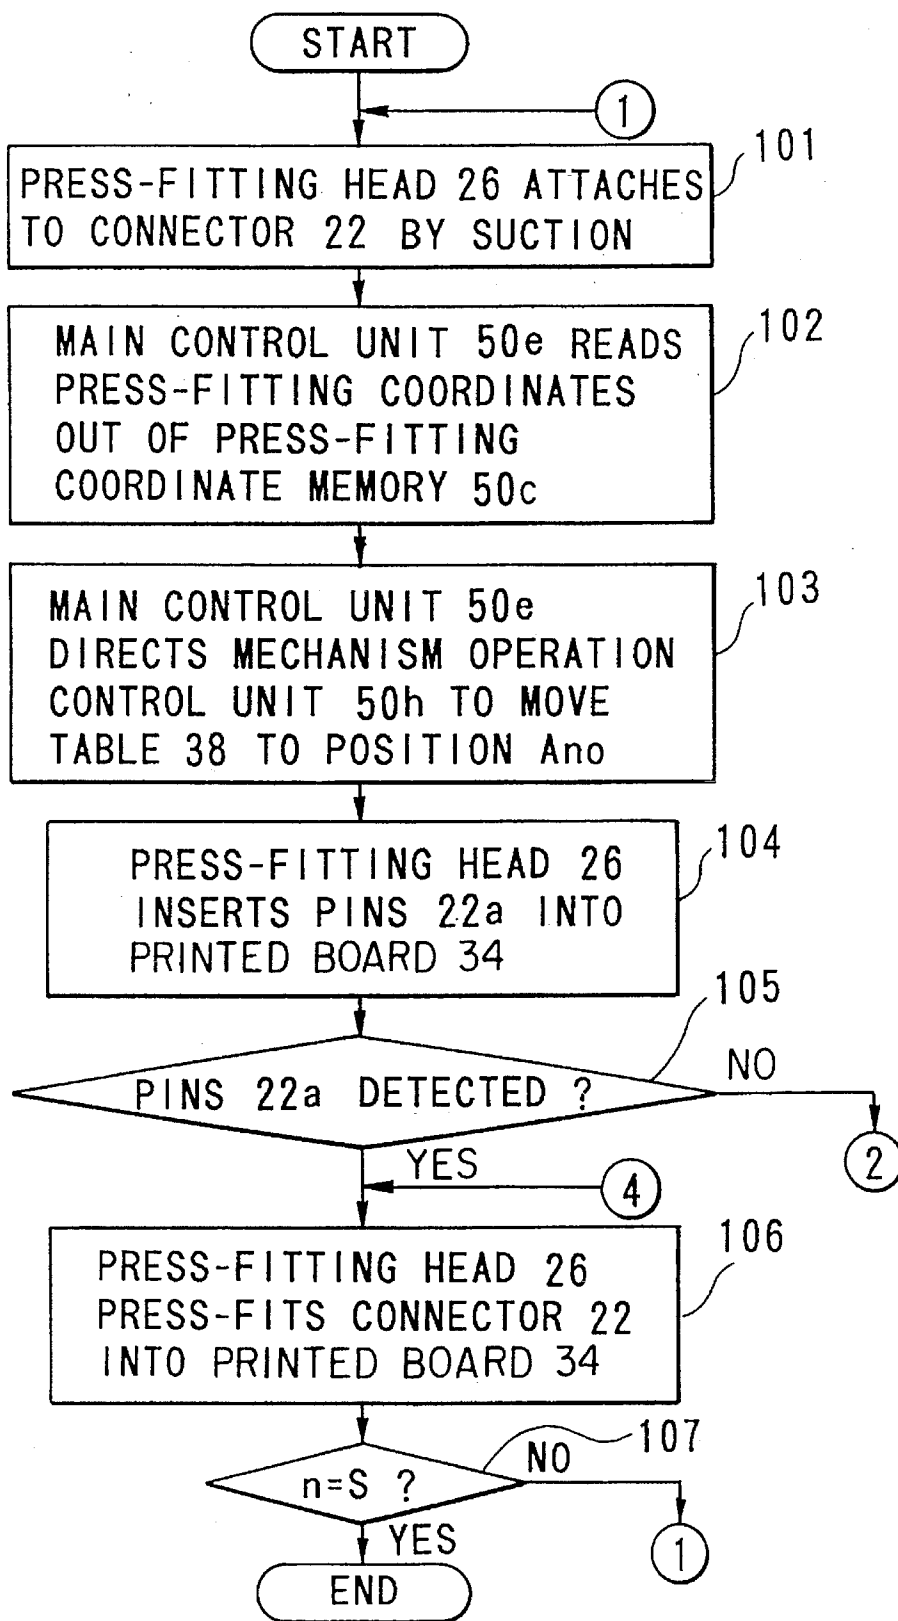 START
1
101
PRESS-FITTING HEAD 26 ATTACHES
TO CONNECTOR 22 BY SUCTION
102
MAIN CONTROL UNIT 50e READS
PRESS-FITTING COORDINATES
OUT OF PRESS-FITTING
COORDINATE MEMORY 50c
103
MAIN CONTROL UNIT 50e
DIRECTS MECHANISM OPERATION
CONTROL UNIT 50h TO MOVE
TABLE 38 TO POSITION Ano
104
PRESS-FITTING HEAD 26
INSERTS PINS 22a INTO
PRINTED BOARD 34
105
PINS 22a DETECTED ?
NO
2
YES
4
106
PRESS-FITTING HEAD 26
PRESS-FITS CONNECTOR 22
INTO PRINTED BOARD 34
107
n=S ?
NO
1
YES
END